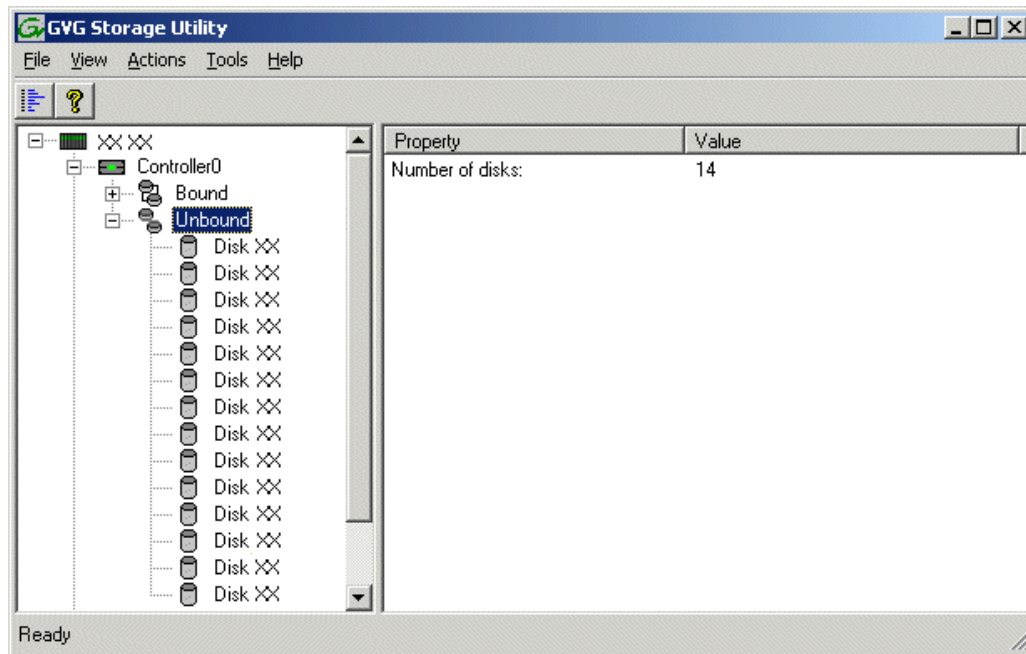 GVG Storage Utility
File View Actions Tools Help
XX XX
Controller0
Bound
Unbound
Disk XX
Disk XX
Disk XX
Disk XX
Disk XX
Disk XX
Disk XX
Disk XX
Disk XX
Disk XX
Disk XX
Disk XX
Disk XX
Disk XX
Property Value
Number of disks: 14
Ready